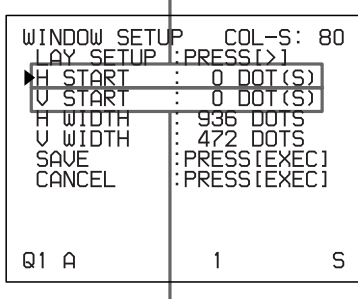 WINDOW SETUP COL-S: 80
LAY SETUP :PRESS[>]
▶H START : 0 DOT(S)
V START : 0 DOT(S)
H WIDTH : 936 DOTS
V WIDTH : 472 DOTS
SAVE :PRESS[EXEC]
CANCEL :PRESS[EXEC]
Q1 A 1 S